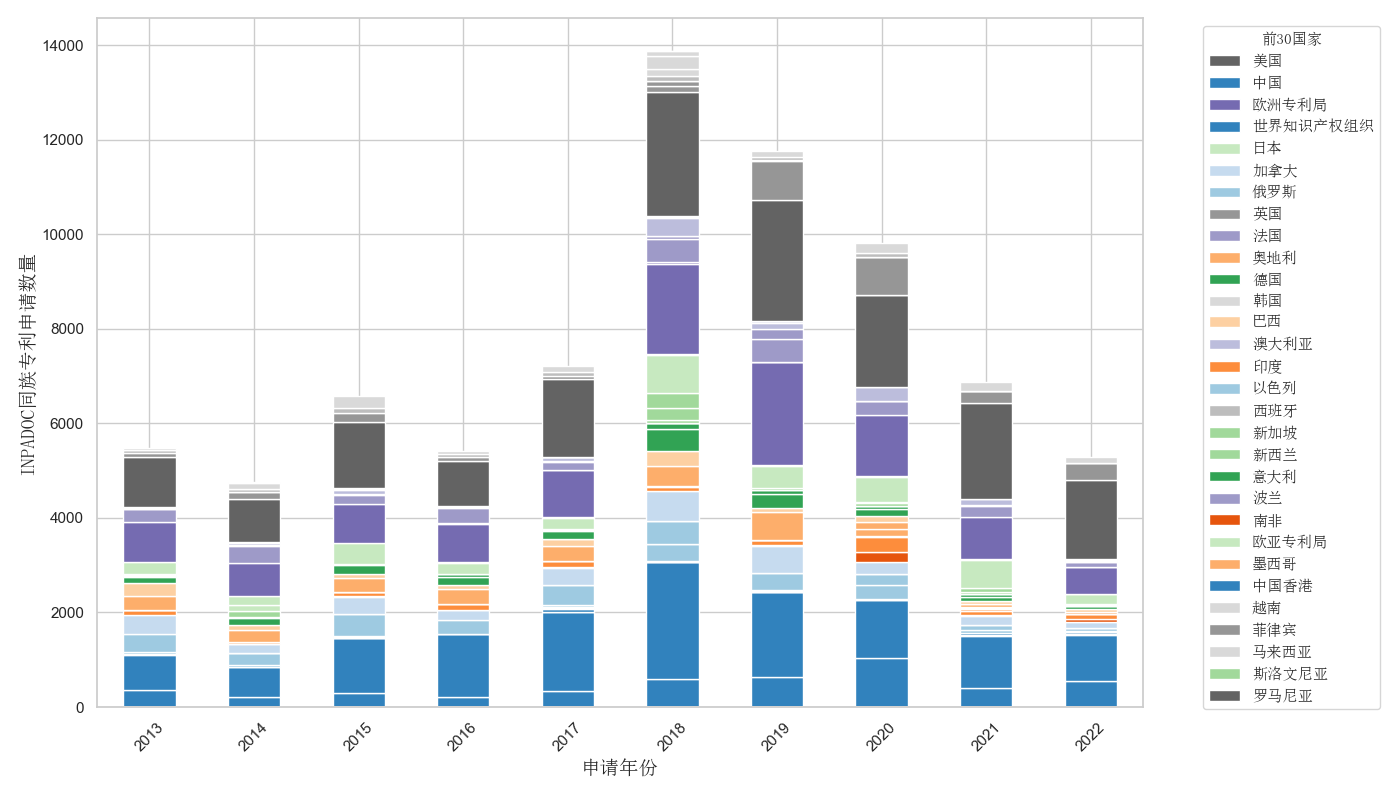 14000
12000
10000
8000
6000
4000
2000
0
INPADOC同族专利申请数量
2013
2014
2015
2016
2017
2018
2019
2020
2021
2022
申请年份
前30国家
美国
中国
欧洲专利局
世界知识产权组织
日本
加拿大
俄罗斯
英国
法国
奥地利
德国
韩国
巴西
澳大利亚
印度
以色列
西班牙
新加坡
新西兰
意大利
波兰
南非
欧亚专利局
墨西哥
中国香港
越南
菲律宾
马来西亚
斯洛文尼亚
罗马尼亚